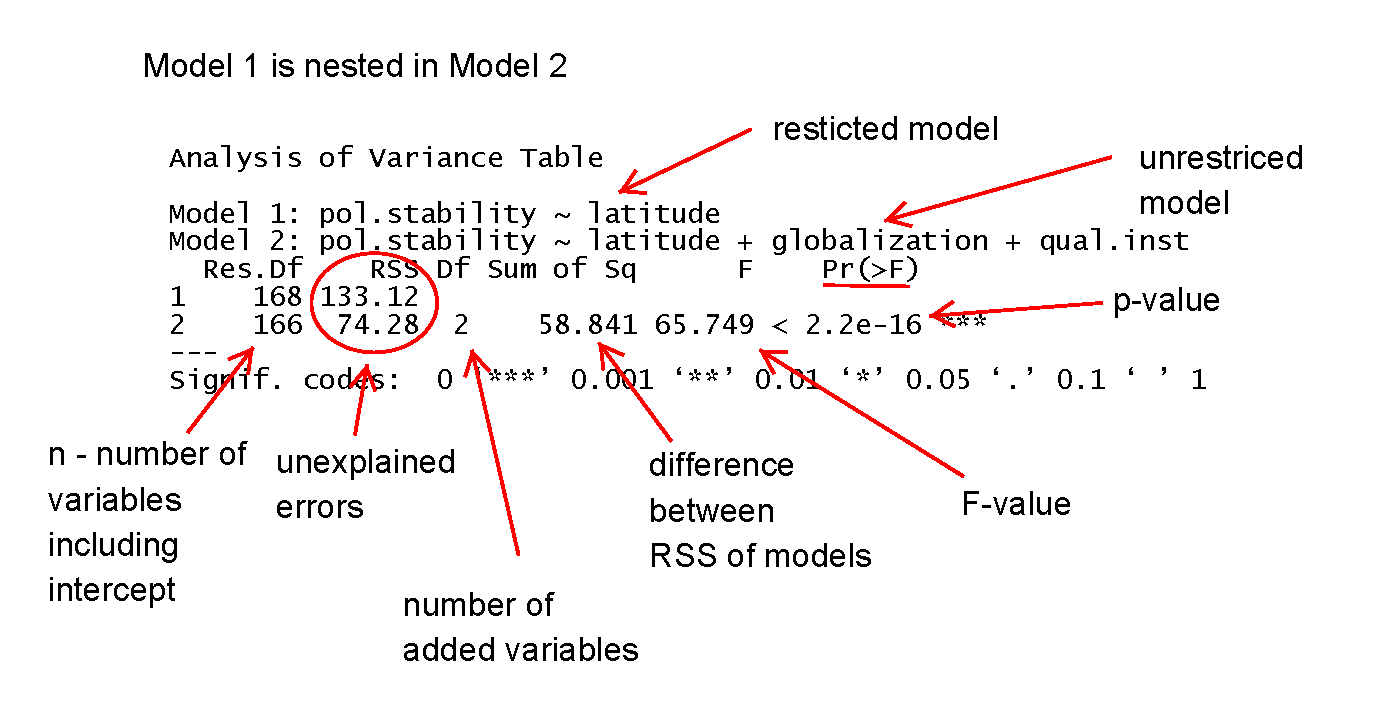 Model 1 is nested in Model 2
resticted model
unrestriced
model
Analysis of Variance Table
Model 1: pol.stability ~ latitude
Model 2: pol.stability ~ latitude + globalization + qual.inst
Res.Df RSS Df Sum of Sq F Pr(>F)
1 168 133.12
2 166 74.28 2 58.841 65.749 < 2.2e-16 ***
p-value
---
Signif. codes: 0 ‘***’ 0.001 ‘**’ 0.01 ‘*’ 0.05 ‘.’ 0.1 ‘ ’ 1
n - number of
variables
including
intercept
unexplained
errors
number of
added variables
difference
between
RSS of models
F-value